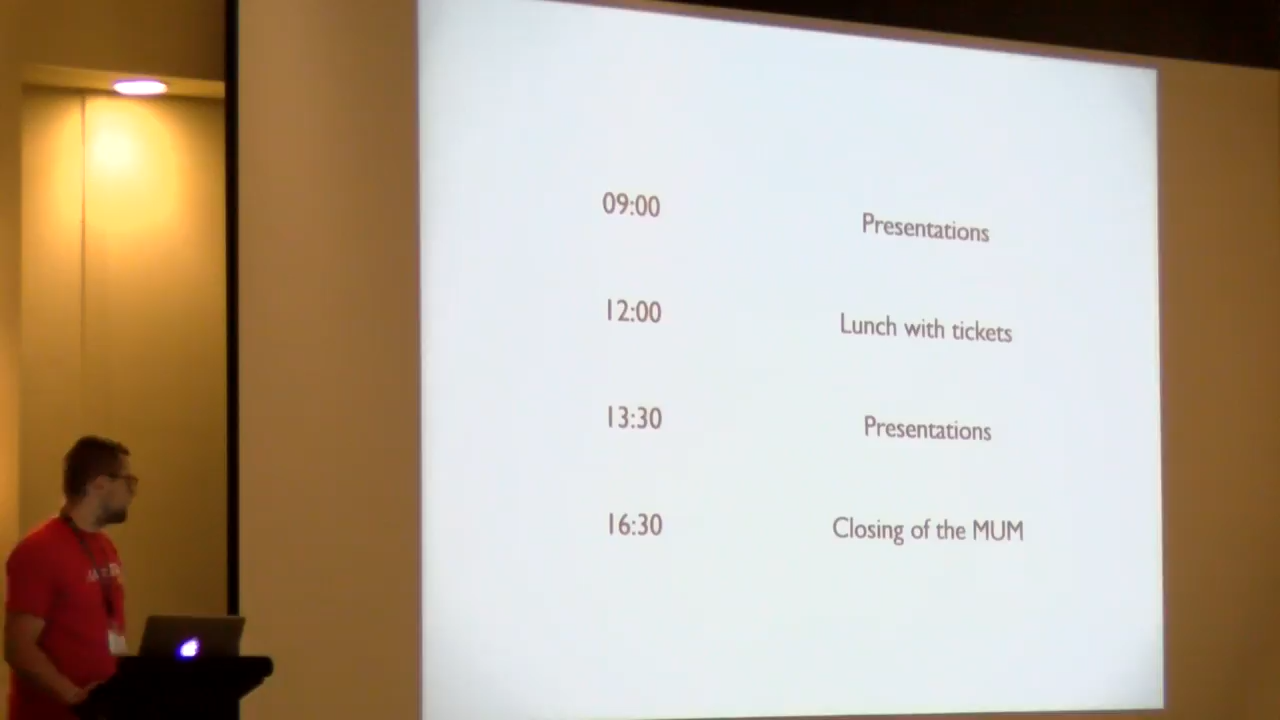 09:00 Presentations
12:00 Lunch with tickets
13:30 Presentations
16:30 Closing of the MUM